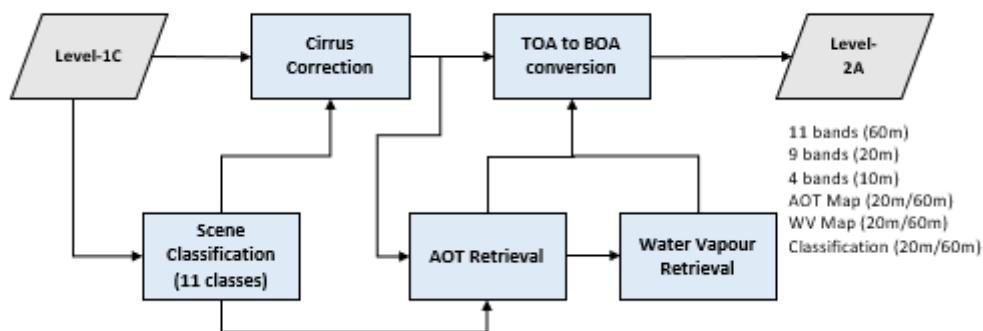 Level-1C
Cirrus
Correction
TOA to BOA
conversion
Level-
2A
11 bands (60m)
9 bands (20m)
4 bands (10m)
AOT Map (20m/60m)
WV Map (20m/60m)
Classification (20m/60m)
Scene
Classification
(11 classes)
AOT Retrieval
Water Vapour
Retrieval